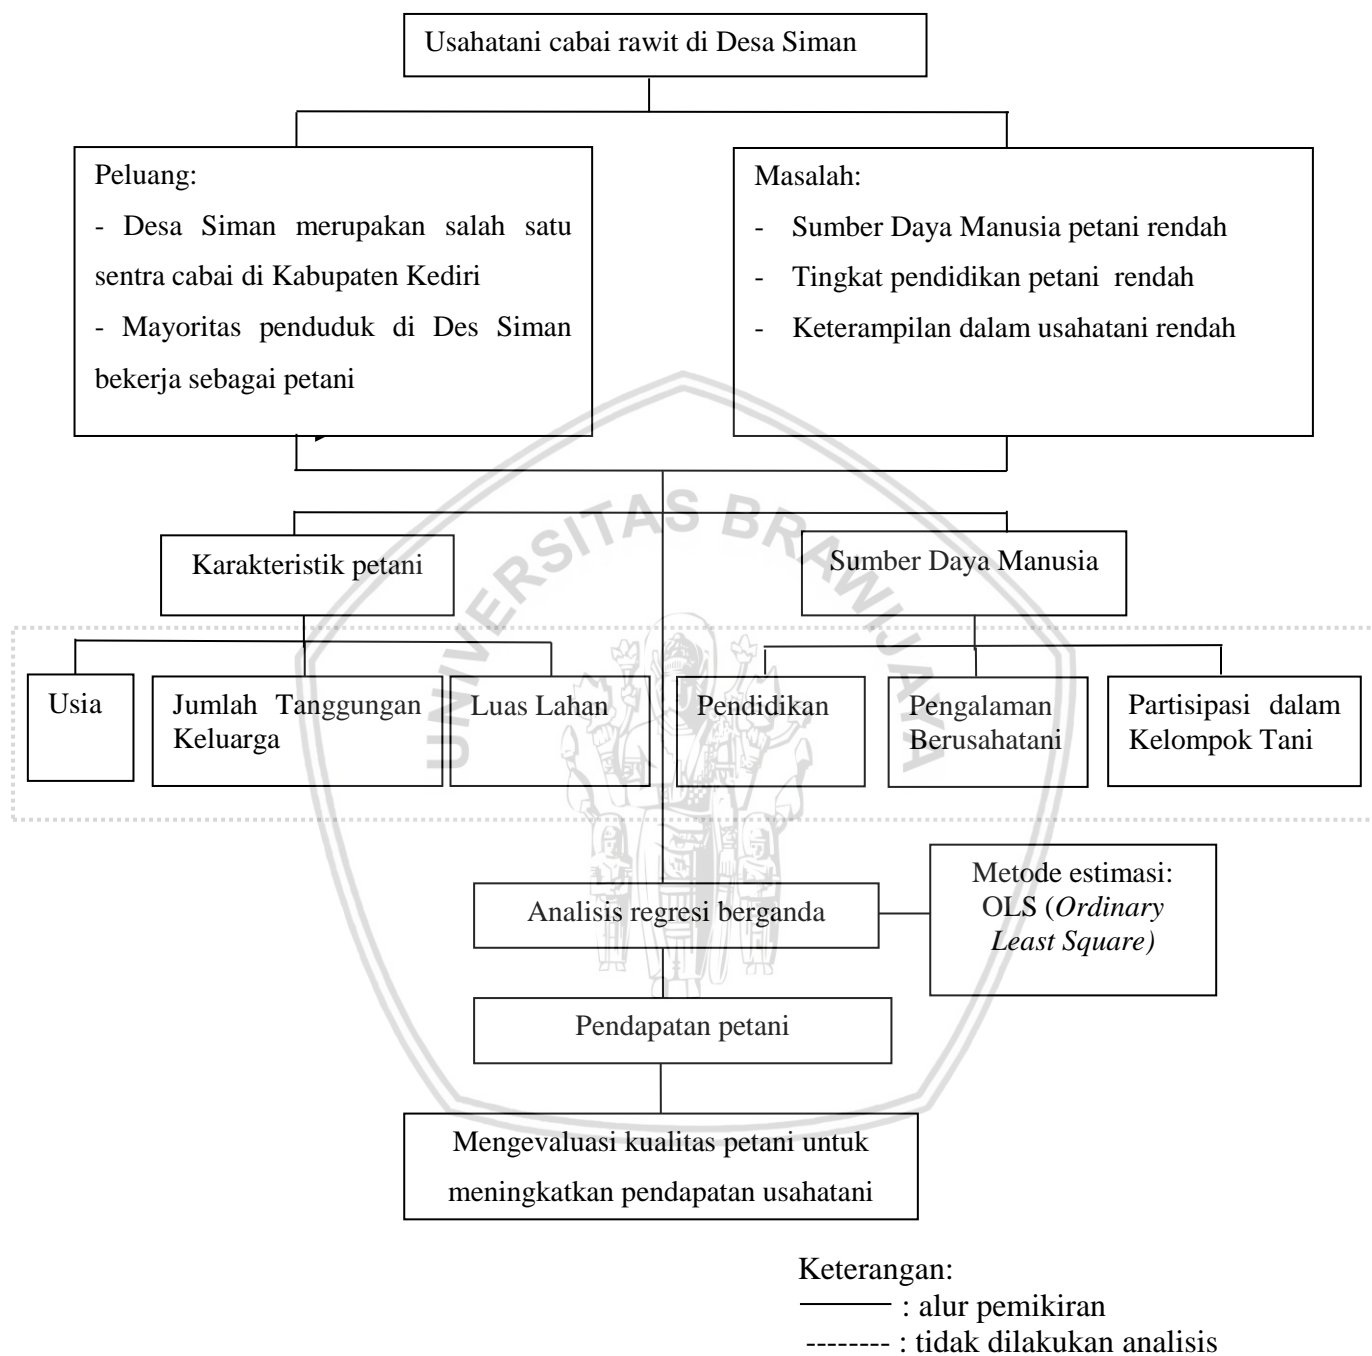 Usahatani cabai rawit di Desa Siman
Peluang:
- Desa Siman merupakan salah satu
sentra cabai di Kabupaten Kediri
- Mayoritas penduduk di Des Siman
bekerja sebagai petani
Masalah:
- Sumber Daya Manusia petani rendah
- Tingkat pendidikan petani rendah
- Keterampilan dalam usahatani rendah
UNIVERSITAS BRAWIJAYA
Karakteristik petani
Sumber Daya Manusia
Usia
Jumlah Tanggungan
Keluarga
Luas Lahan
Pendidikan
Pengalaman
Berusahatani
Partisipasi dalam
Kelompok Tani
Analisis regresi berganda
Metode estimasi:
OLS (Ordinary
Least Square)
Pendapatan petani
Mengevaluasi kualitas petani untuk
meningkatkan pendapatan usahatani
Keterangan:
: alur pemikiran
-------- : tidak dilakukan analisis